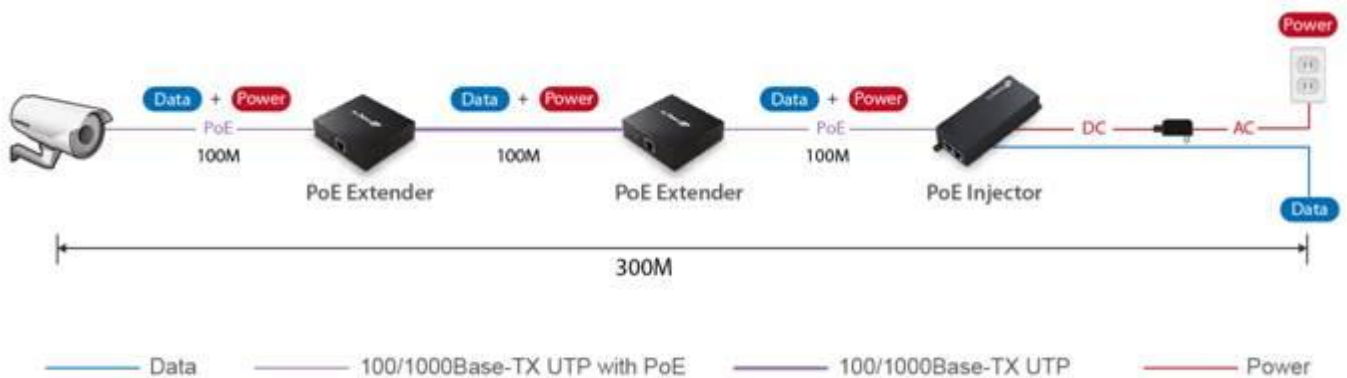 Power
Data + Power
Data + Power
Data + Power
PoE
PoE
DC
AC
100M
100M
100M
PoE Extender
PoE Extender
PoE Injector
Data
300M
Data
100/1000Base-TX UTP with PoE
100/1000Base-TX UTP
Power